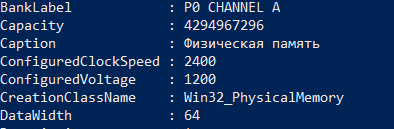 BankLabel : P0 CHANNEL A
Capacity : 4294967296
Caption : Физическая память
ConfiguredClockSpeed : 2400
ConfiguredVoltage : 1200
CreationClassName : Win32_PhysicalMemory
DataWidth : 64